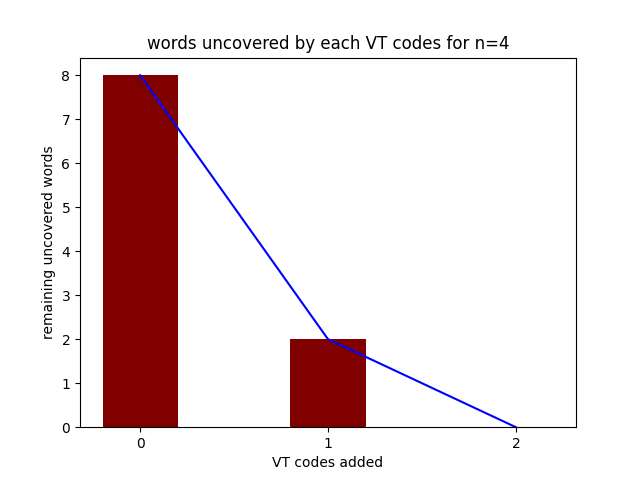 words uncovered by each VT codes for n=4
remaining uncovered words
8
7
6
5
4
3
2
1
0
0 1 2
VT codes added